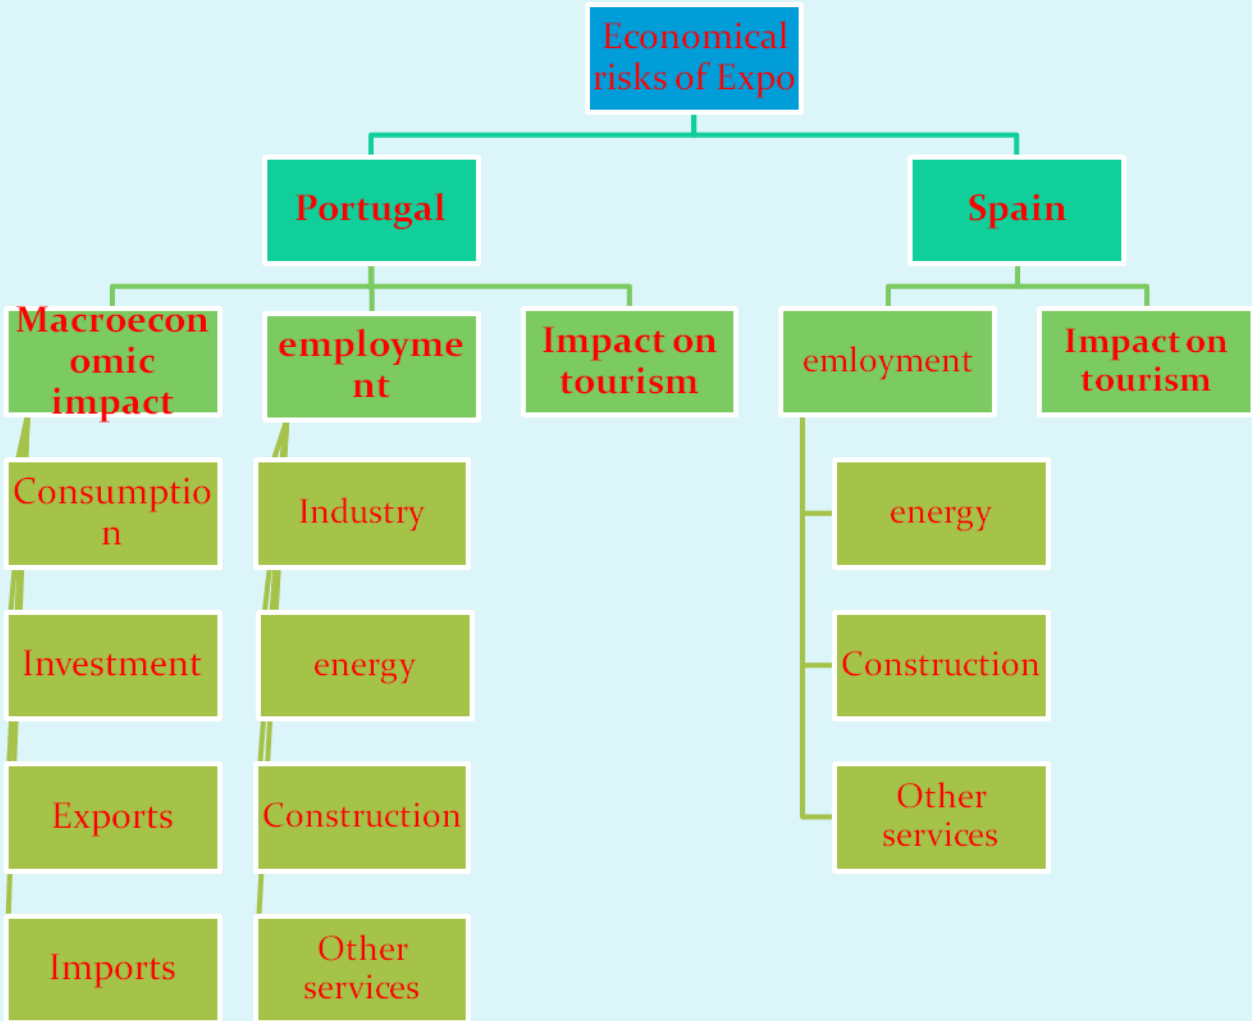 Economical
risks of Expo
Portugal
Spain
Macroecon
omic
impact
employme
nt
Impact on
tourism
emloyment
Impact on
tourism
Consumptio
n
Industry
energy
Investment
energy
Construction
Exports
Construction
Other
services
Imports
Other
services